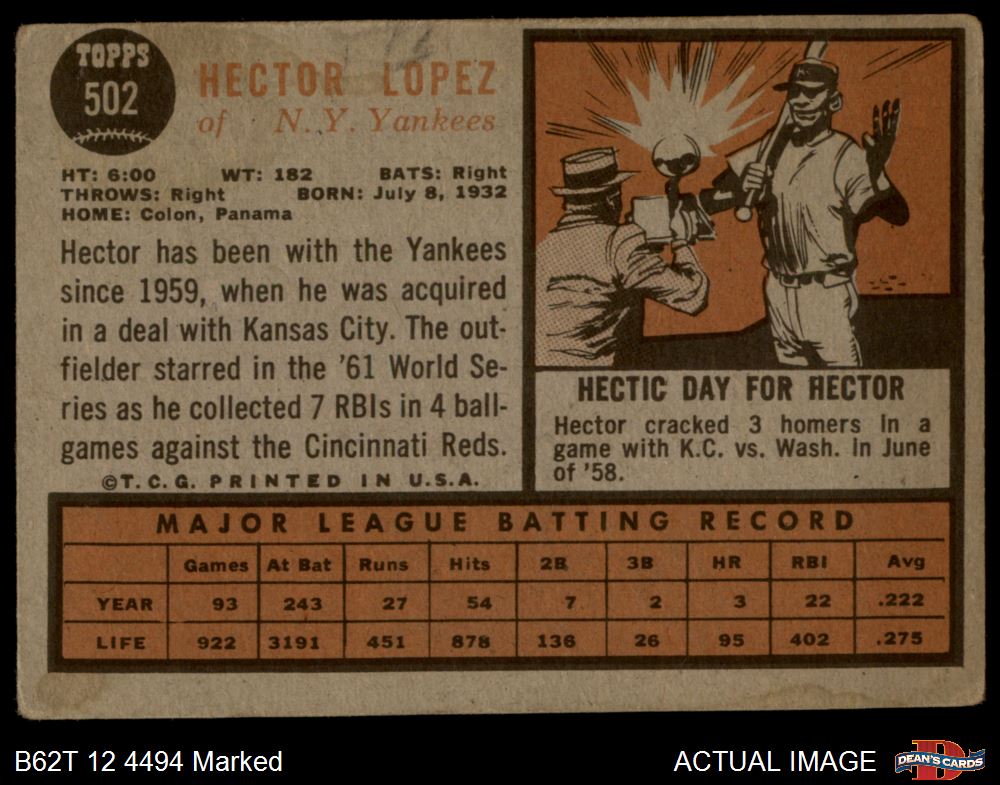 TOPPS
502
HECTOR LOPEZ
of N. Y. Yankees
HT: 6:00 WT: 182 BATS: Right
THROWS: Right BORN: July 8, 1932
HOME: Colon, Panama
Hector has been with the Yankees
since 1959, when he was acquired
in a deal with Kansas City. The out-
fielder starred in the '61 World Se-
ries as he collected 7 RBIs in 4 ball-
games against the Cincinnati Reds.
©T.C.G. PRINTED IN U.S.A.
HECTIC DAY FOR HECTOR
Hector cracked 3 homers in a
game with K.C. vs. Wash. in June
of '58.
MAJOR LEAGUE BATTING RECORD
Games At Bat Runs Hits 2B 3B HR RBI Avg
YEAR 93 243 27 54 7 2 3 22 .222
LIFE 922 3191 451 878 136 26 95 402 .275
B62T 12 4494 Marked
ACTUAL IMAGE
D
DEAN'S CARDS